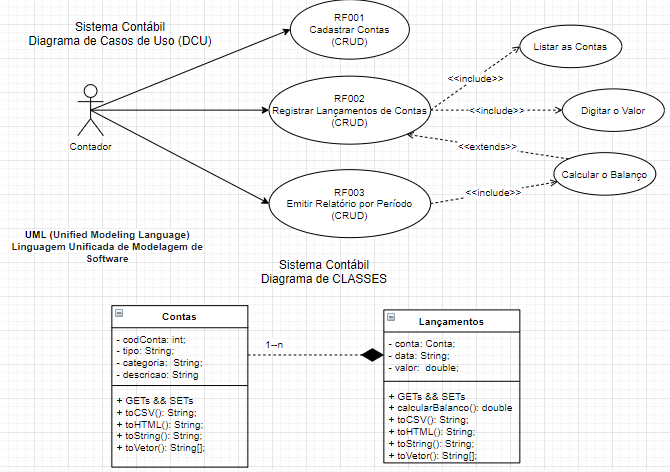 Sistema Contábil
Diagrama de Casos de Uso (DCU)
RF001
Cadastrar Contas
(CRUD)
Listar as Contas
<<include>>
RF002
Registrar Lançamentos de Contas
(CRUD)
<<include>>
Digitar o Valor
Contador
<<extends>>
Calcular o Balanço
RF003
Emitir Relatório por Período
(CRUD)
<<include>>
UML (Unified Modeling Language)
Linguagem Unificada de Modelagem de
Software
Sistema Contábil
Diagrama de CLASSES
Contas
- codConta: int;
- tipo: String;
- categoria:  String;
- descricao: String
+ GETs && SETs
+ toCSV(): String;
+ toHTML(): String;
+ toString(): String;
+ toVetor(): String[];
1--n
Lançamentos
- conta: Conta;
- data: String;
- valor:  double;
+ GETs && SETs
+ calcularBalanco(): double
+ toCSV(): String;
+ toHTML(): String;
+ toString(): String;
+ toVetor(): String[];